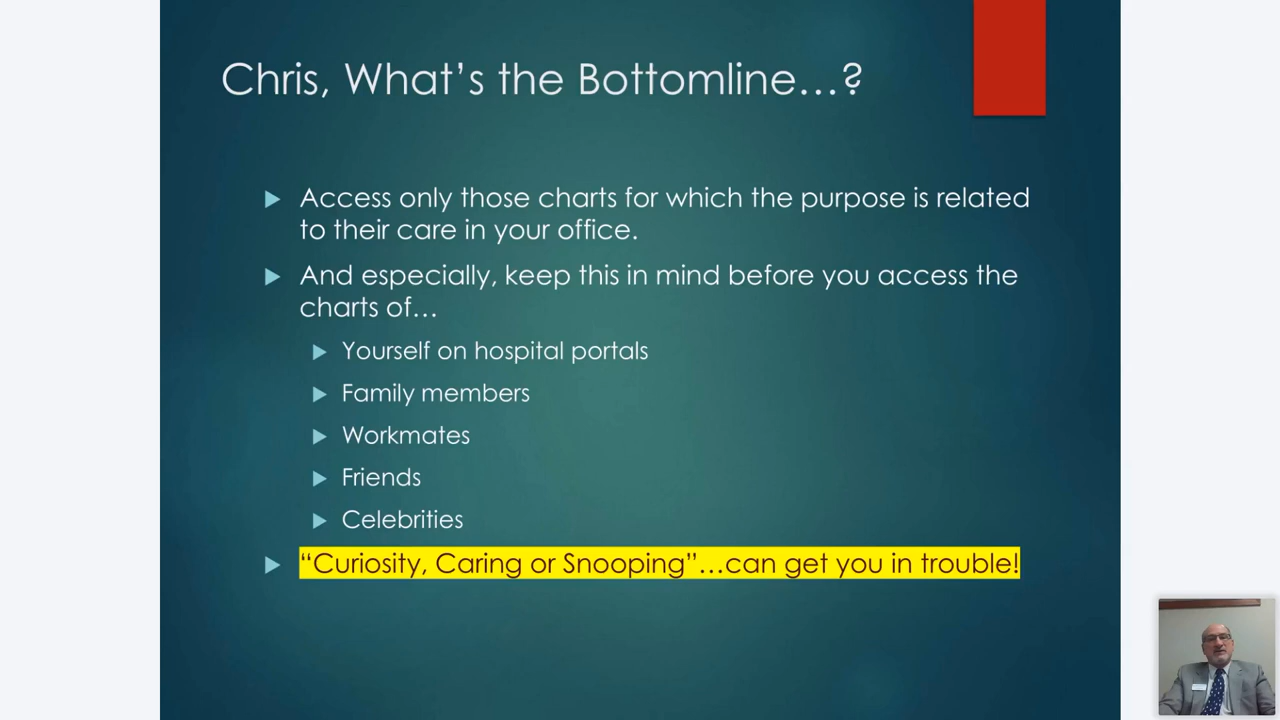 Chris, What's the Bottomline…?
Access only those charts for which the purpose is related
to their care in your office.
And especially, keep this in mind before you access the
charts of…
Yourself on hospital portals
Family members
Workmates
Friends
Celebrities
“Curiosity, Caring or Snooping”…can get you in trouble!